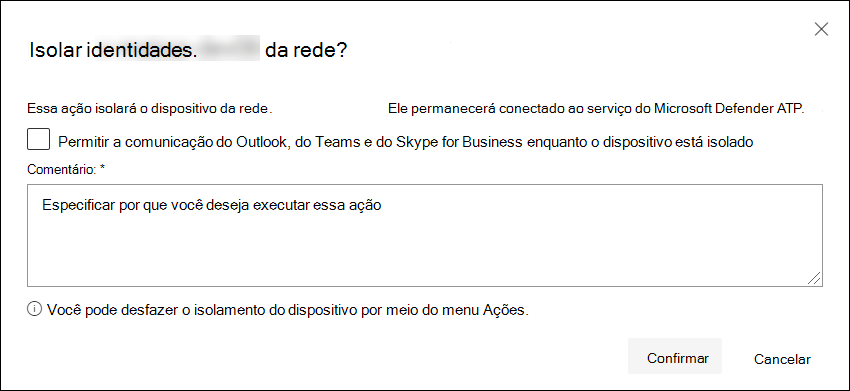 Isolar identidades. da rede?
Essa ação isolará o dispositivo da rede. Ele permanecerá conectado ao serviço do Microsoft Defender ATP.
Permitir a comunicação do Outlook, do Teams e do Skype for Business enquanto o dispositivo está isolado
Comentário: *
Especificar por que você deseja executar essa ação
Você pode desfazer o isolamento do dispositivo por meio do menu Ações.
Confirmar Cancelar